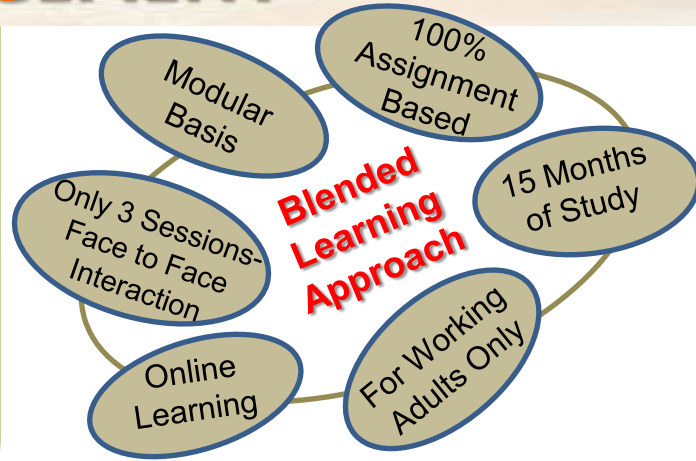 100%
Assignment
Based
Modular
Basis
15 Months
of Study
Blended
Learning
Approach
Only 3 Sessions-
Face to Face
Interaction
For Working
Adults Only
Online
Learning